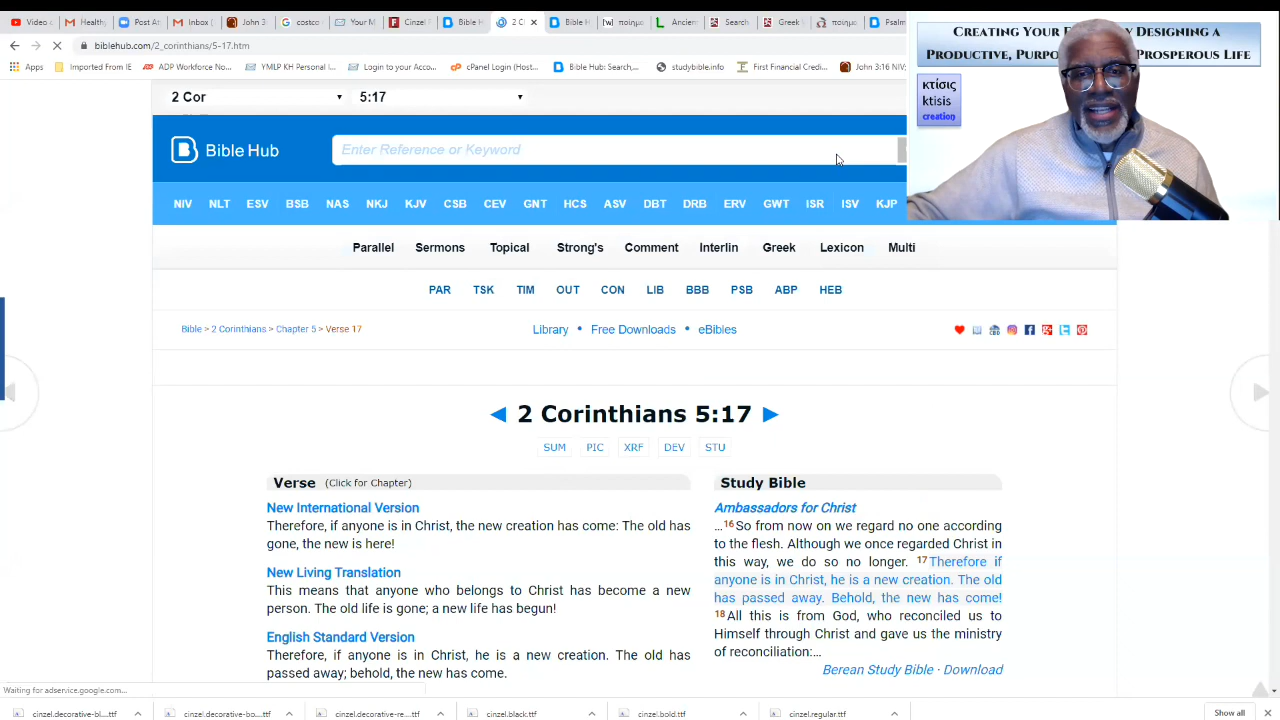 Video c
M Healthy
Post Ar
M Inbox (
John 3:
costco
Your M
Cinzel F
Bible H
2 C
Bible H
ποίημα
Ancien
Search
Greek
ποίημα
Psalm
biblehub.com/2_corinthians/5-17.htm
Apps
Imported From IE
ADP Workforce No...
YMLP KH Personal I...
Login to your Acco...
cPanel Login (Host...
Bible Hub: Search,...
studybible.info
First Financial Credi...
John 3:16 NIV;
Creating Your
Designing a
Productive, Purpo
Prosperous Life
κτίσις
ktisis
creation
2 Cor
5:17
Bible Hub
Enter Reference or Keyword
NIV NLT ESV BSB NAS NKJ KJV CSB CEV GNT HCS ASV DBT DRB ERV GWT ISR ISV KJP
Parallel Sermons Topical Strong's Comment Interlin Greek Lexicon Multi
PAR TSK TIM OUT CON LIB BBB PSB ABP HEB
Bible > 2 Corinthians > Chapter 5 > Verse 17
Library • Free Downloads • eBibles
2 Corinthians 5:17
SUM PIC XRF DEV STU
Verse (Click for Chapter)
New International Version
Therefore, if anyone is in Christ, the new creation has come: The old has
gone, the new is here!
New Living Translation
This means that anyone who belongs to Christ has become a new
person. The old life is gone; a new life has begun!
English Standard Version
Therefore, if anyone is in Christ, he is a new creation. The old has
passed away; behold, the new has come.
Study Bible
Ambassadors for Christ
…16So from now on we regard no one according
to the flesh. Although we once regarded Christ in
this way, we do so no longer. 17Therefore if
anyone is in Christ, he is a new creation. The old
has passed away. Behold, the new has come!
18All this is from God, who reconciled us to
Himself through Christ and gave us the ministry
of reconciliation:…
Berean Study Bible · Download
Waiting for adservice.google.com...
cinzel.decorative-bl....ttf
cinzel.decorative-bo....ttf
cinzel.decorative-re....ttf
cinzel.black.ttf
cinzel.bold.ttf
cinzel.regular.ttf
Show all